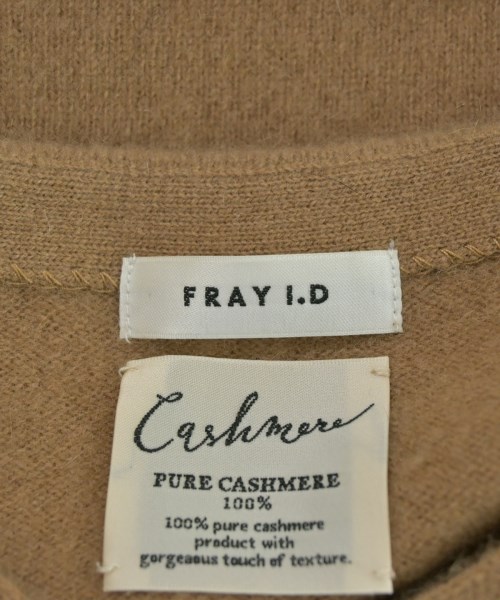 FRAY I.D
Cashmere
PURE CASHMERE
100%
100% pure cashmere
product with
gorgeous touch of texture.